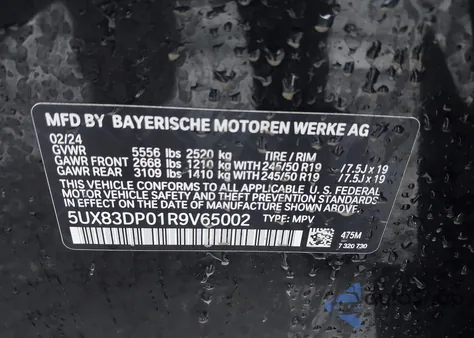 MFD BY BAYERISCHE MOTOREN WERKE AG
02/24
GVWR 5556 lbs 2520 kg TIRE / RIM
GAWR FRONT 2668 lbs 1210 kg WITH 245/50 R19 / 7.5J x 19
GAWR REAR 3109 lbs 1410 kg WITH 245/50 R19 / 7.5J x 19
THIS VEHICLE CONFORMS TO ALL APPLICABLE U.S. FEDERAL
MOTOR VEHICLE SAFETY AND THEFT PREVENTION STANDARDS
IN EFFECT ON THE DATE OF MANUFACTURE SHOWN ABOVE.
5UX83DP01R9V65002 TYPE: MPV
475M
7 320 730